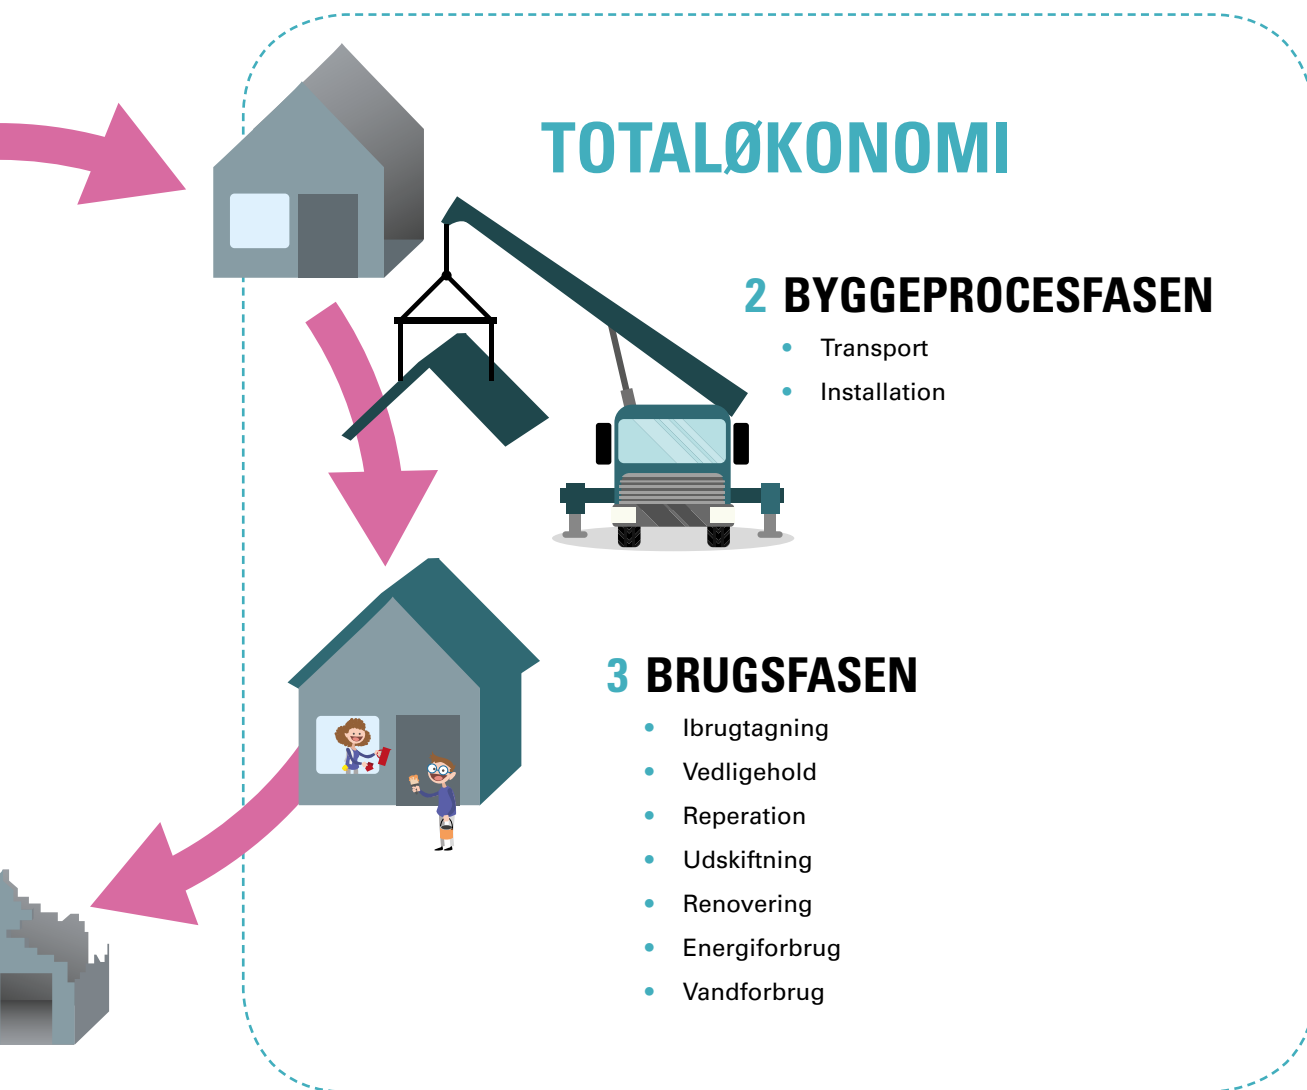 TOTALØKONOMI
2 BYGGEPROCESFASEN
• Transport
• Installation
3 BRUGSFASEN
• Ibrugtagning
• Vedligehold
• Reperation
• Udskiftning
• Renovering
• Energiforbrug
• Vandforbrug